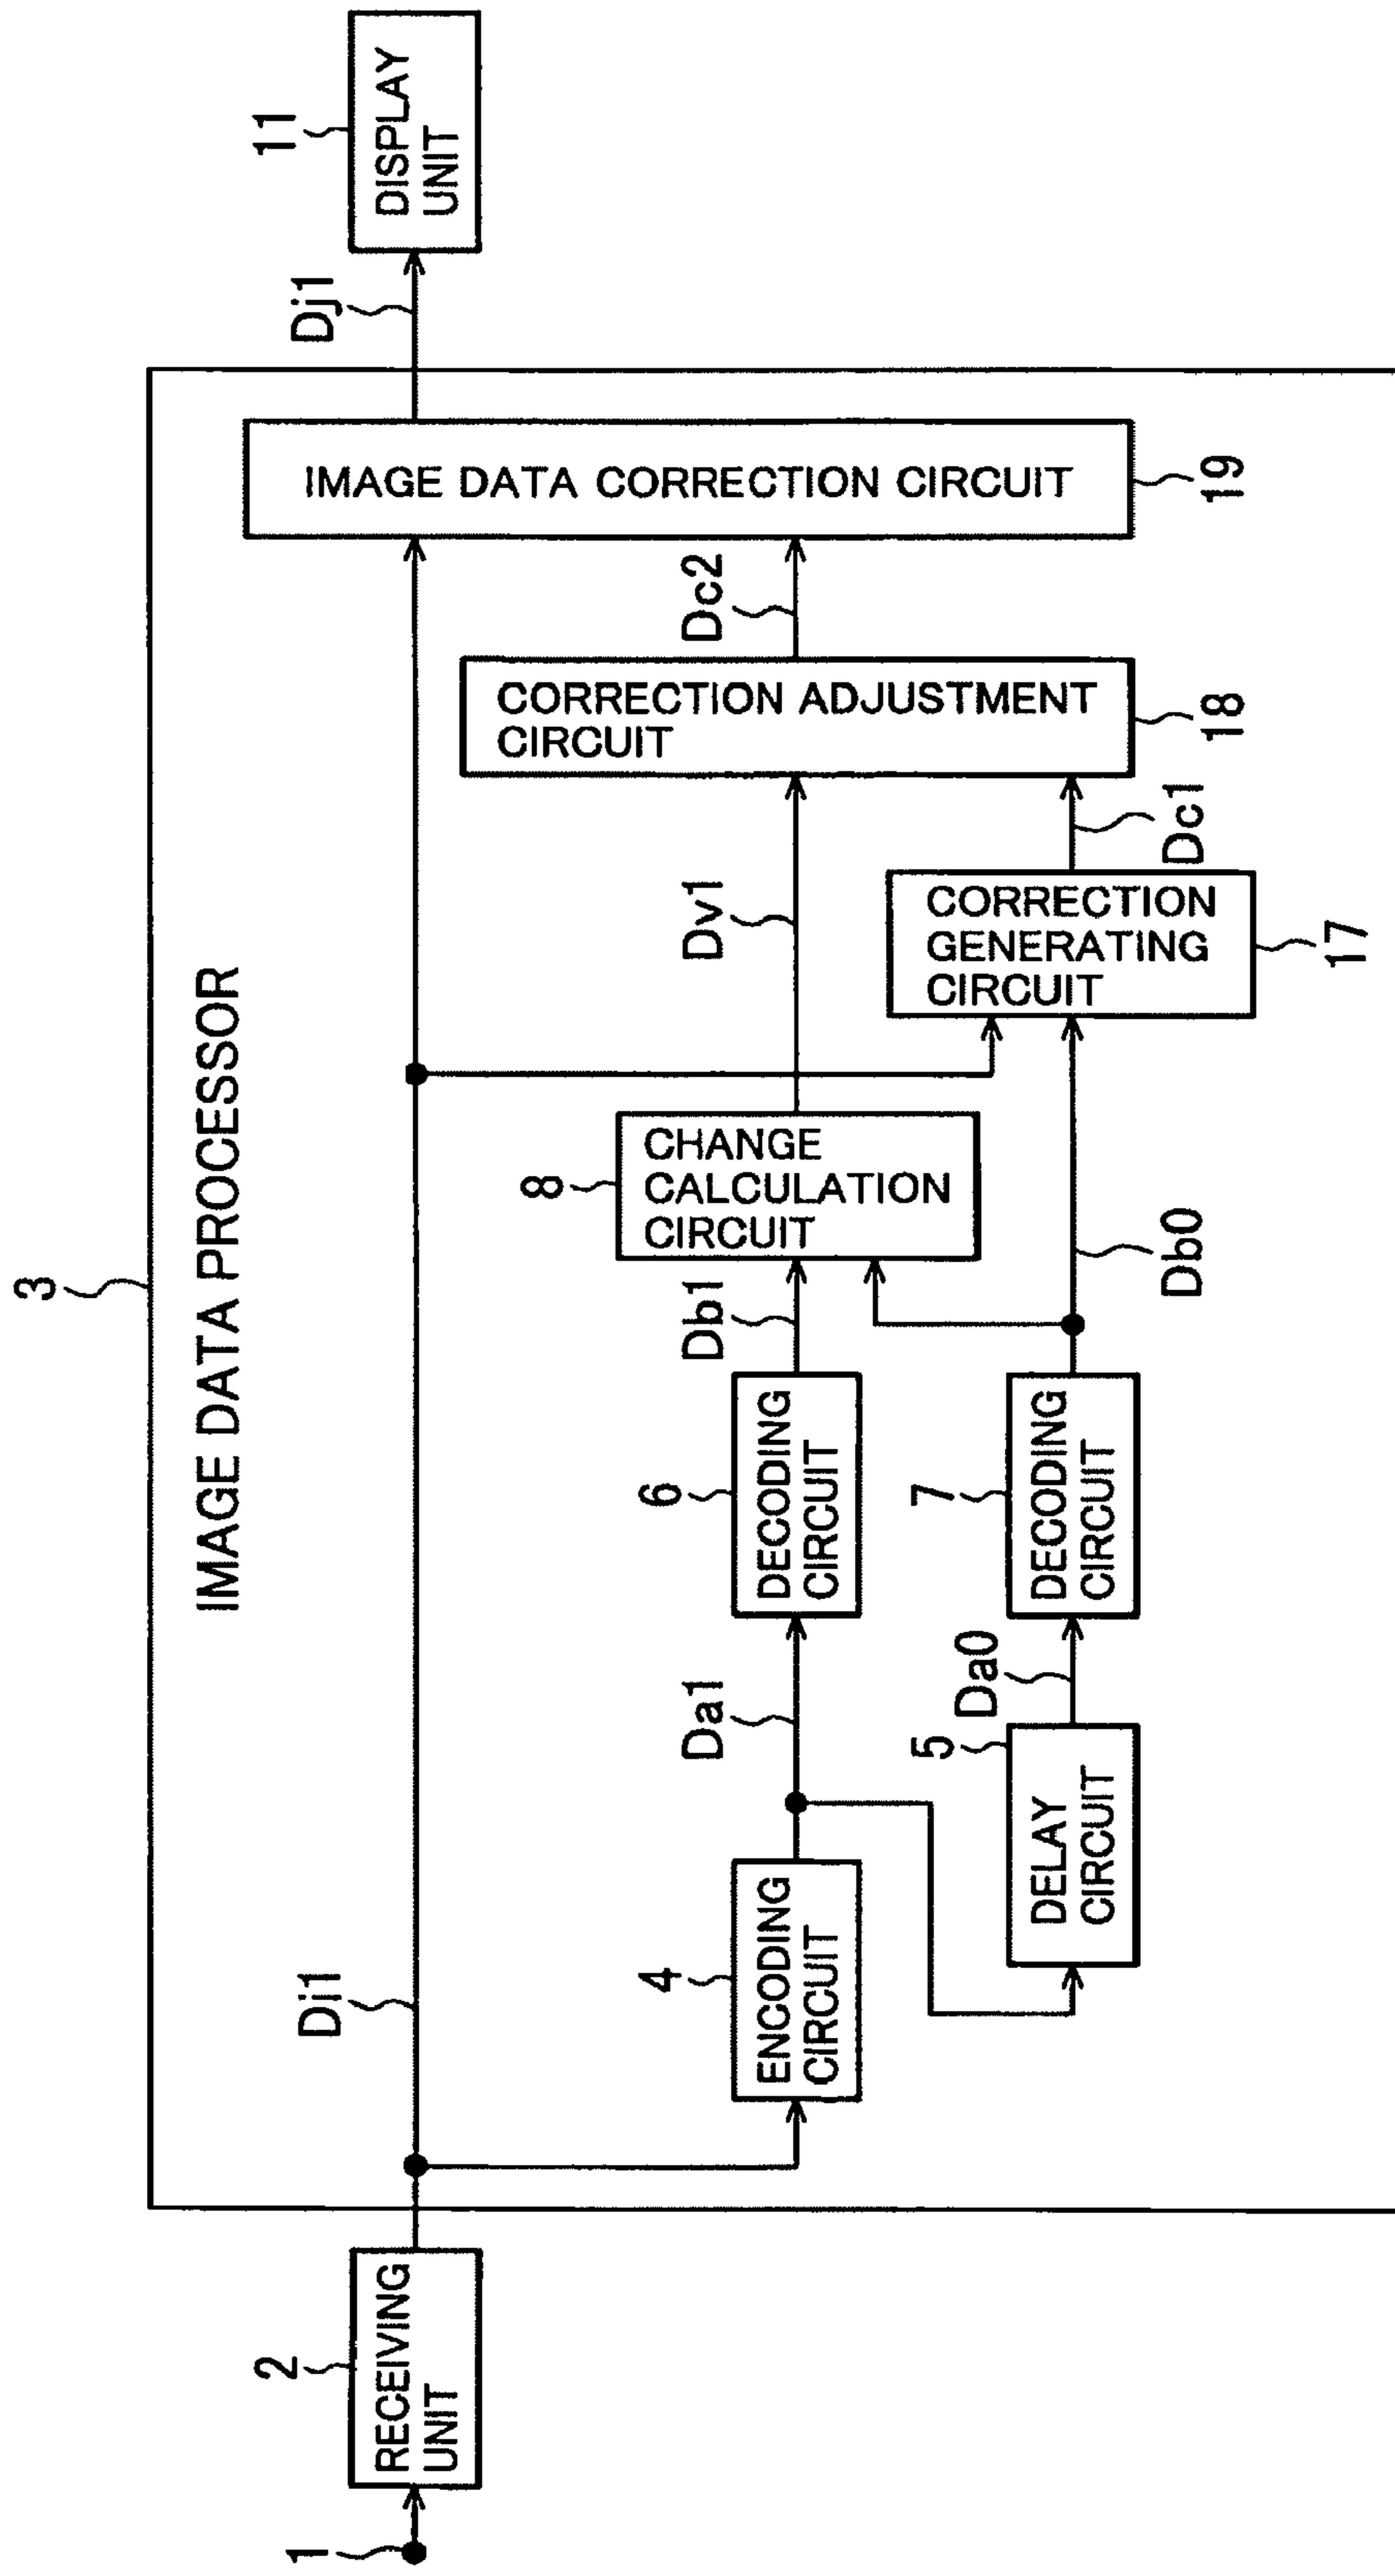 3
IMAGE DATA PROCESSOR
1
2
RECEIVING
UNIT
Di1
4
ENCODING
CIRCUIT
Da1
5
DELAY
CIRCUIT
Da0
6
DECODING
CIRCUIT
7
DECODING
CIRCUIT
Db1
Db0
8
CHANGE
CALCULATION
CIRCUIT
Dv1
CORRECTION
GENERATING
CIRCUIT
17
Dc1
CORRECTION ADJUSTMENT
CIRCUIT
18
Dc2
IMAGE DATA CORRECTION CIRCUIT
19
Dj1
11
DISPLAY
UNIT